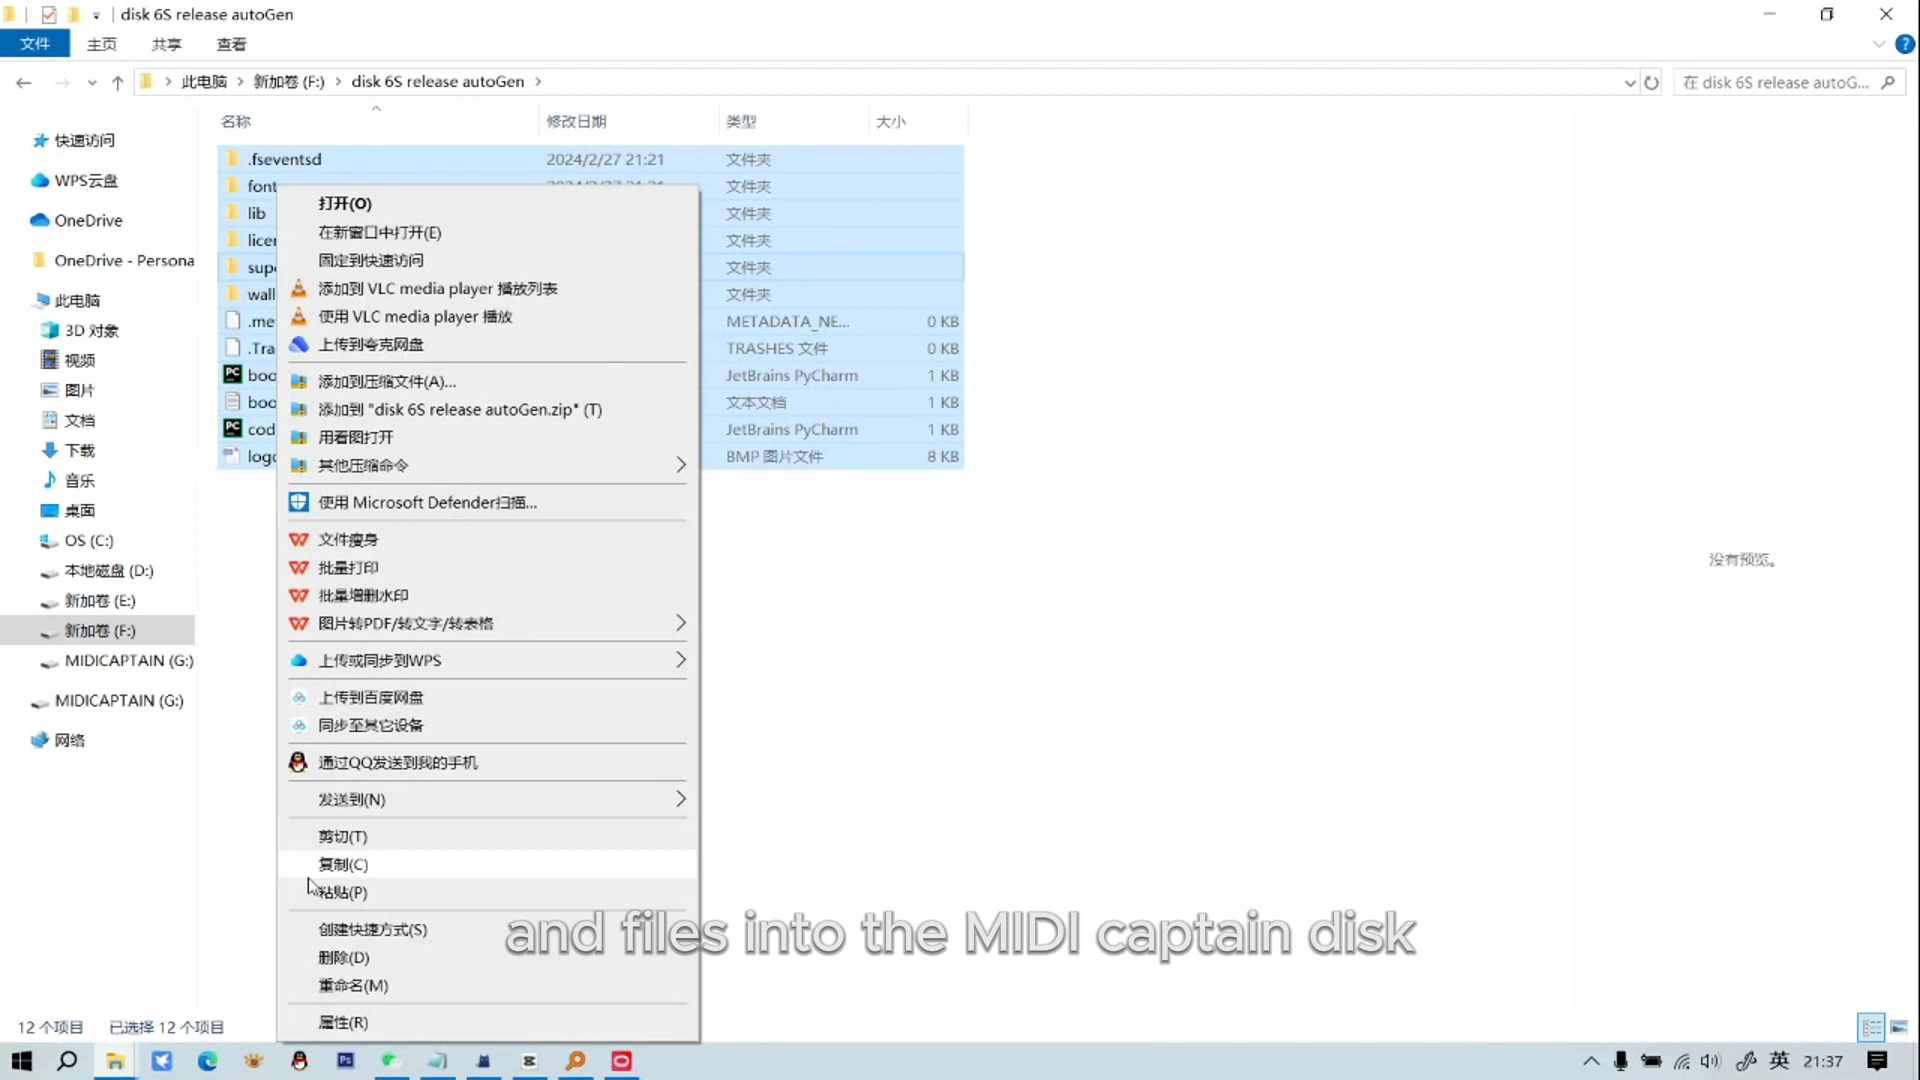 disk 6S release autoGen
文件 主页 共享 查看
此电脑 新加卷 (F:) disk 6S release autoGen
在 disk 6S release autoG...
名称 修改日期 类型 大小
快速访问
WPS云盘
OneDrive
OneDrive - Persona
此电脑
3D 对象
视频
图片
文档
下载
音乐
桌面
OS (C:)
本地磁盘 (D:)
新加卷 (E:)
新加卷 (F:)
MIDICAPTAIN (G:)
MIDICAPTAIN (G:)
网络
.fseventsd 2024/2/27 21:21 文件夹
font 文件夹
lib 文件夹
licen 文件夹
supe 文件夹
wall 文件夹
.me METADATA_NE... 0 KB
.Tra TRASHES 文件 0 KB
boo JetBrains PyCharm 1 KB
boo 文本文档 1 KB
cod JetBrains PyCharm 1 KB
logo BMP 图片文件 8 KB
打开(O)
在新窗口中打开(E)
固定到快速访问
添加到 VLC media player 播放列表
使用 VLC media player 播放
上传到夸克网盘
添加到压缩文件(A)...
添加到 "disk 6S release autoGen.zip" (T)
用看图打开
其他压缩命令
使用 Microsoft Defender扫描...
文件瘦身
批量打印
批量增删水印
图片转PDF/转文字/转表格
上传或同步到WPS
上传到百度网盘
同步至其它设备
通过QQ发送到我的手机
发送到(N)
剪切(T)
复制(C)
粘贴(P)
创建快捷方式(S)
删除(D)
重命名(M)
属性(R)
没有预览。
and files into the MIDI captain disk
12 个项目 已选择 12 个项目
英 21:37